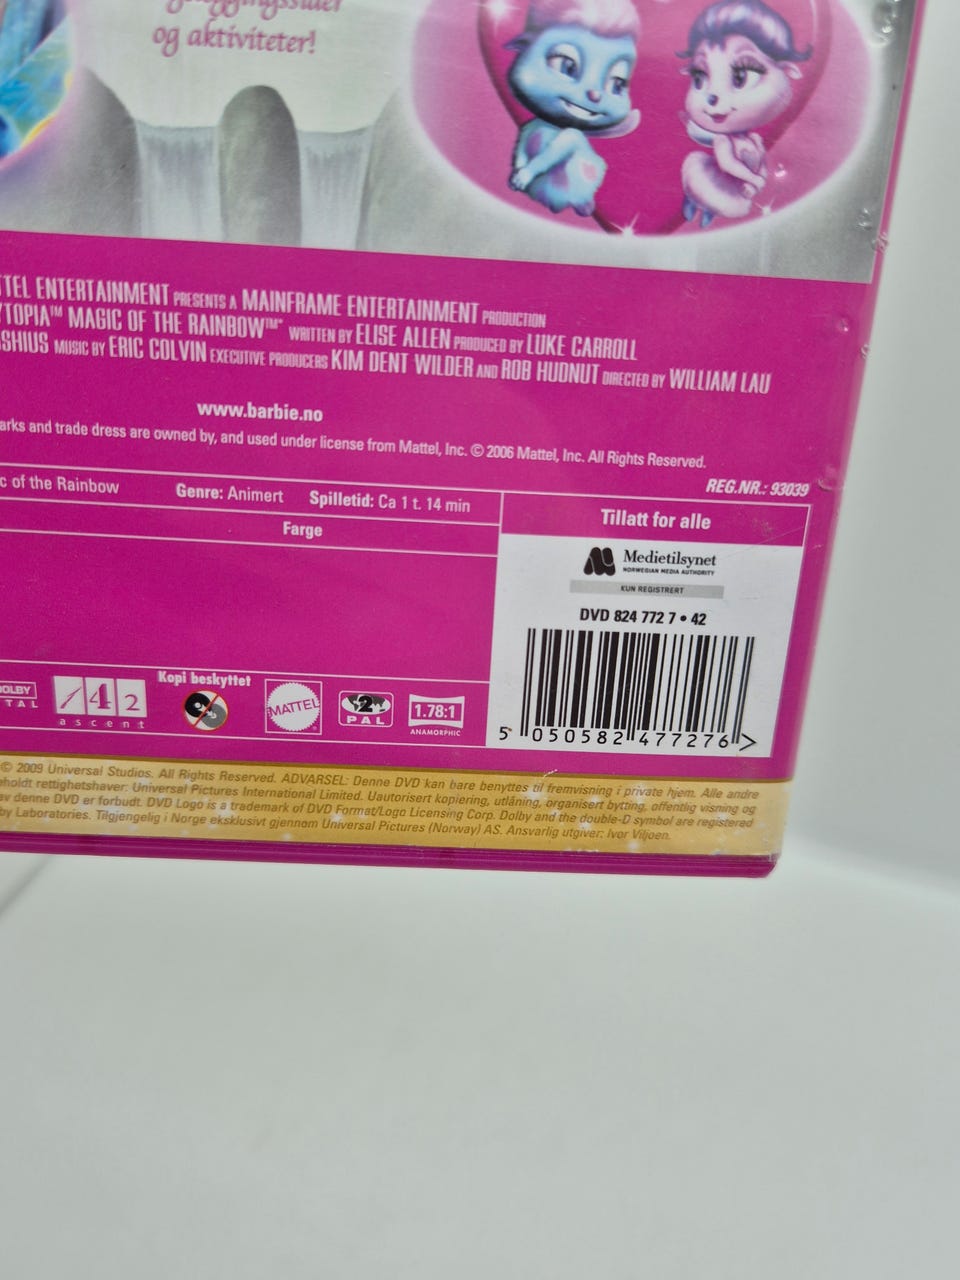 og aktiviteter!
ENTERTAINMENT PRESENTS A MAINFRAME ENTERTAINMENT PRODUCTION
MAGIC OF THE RAINBOW™ WRITTEN BY ELISE ALLEN PRODUCED BY LUKE CARROLL
MUSIC BY ERIC COLVIN EXECUTIVE PRODUCERS KIM DENT WILDER AND ROB HUDNUT DIRECTED BY WILLIAM LAU
www.barbie.no
and trade dress are owned by, and used under license from Mattel, Inc. © 2006 Mattel, Inc. All Rights Reserved.
REG.NR.: 93039
of the Rainbow Genre: Animert Spilletid: Ca 1 t. 14 min
Farge
Tillatt for alle
Medietilsynet
NORWEGIAN MEDIA AUTHORITY
KUN REGISTRERT
DVD 824 772 7 • 42
5 050582 477276 >
Kopi beskyttet
DOLBY
142
ascent
MATTEL
2
PAL
1.78:1
ANAMORPHIC
© 2009 Universal Studios. All Rights Reserved. ADVARSEL: Denne DVD kan bare benyttes til fremvisning i private hjem. Alle andre
rettighetshaver: Universal Pictures International Limited. Uautorisert kopiering, utlåning, organisert bytting, offentlig visning og
av denne DVD er forbudt. DVD Logo is a trademark of DVD Format/Logo Licensing Corp. Dolby and the double-D symbol are registered
by Laboratories. Tilgjengelig i Norge eksklusivt gjennom Universal Pictures (Norway) AS. Ansvarlig utgiver: Ivor Viljoen.